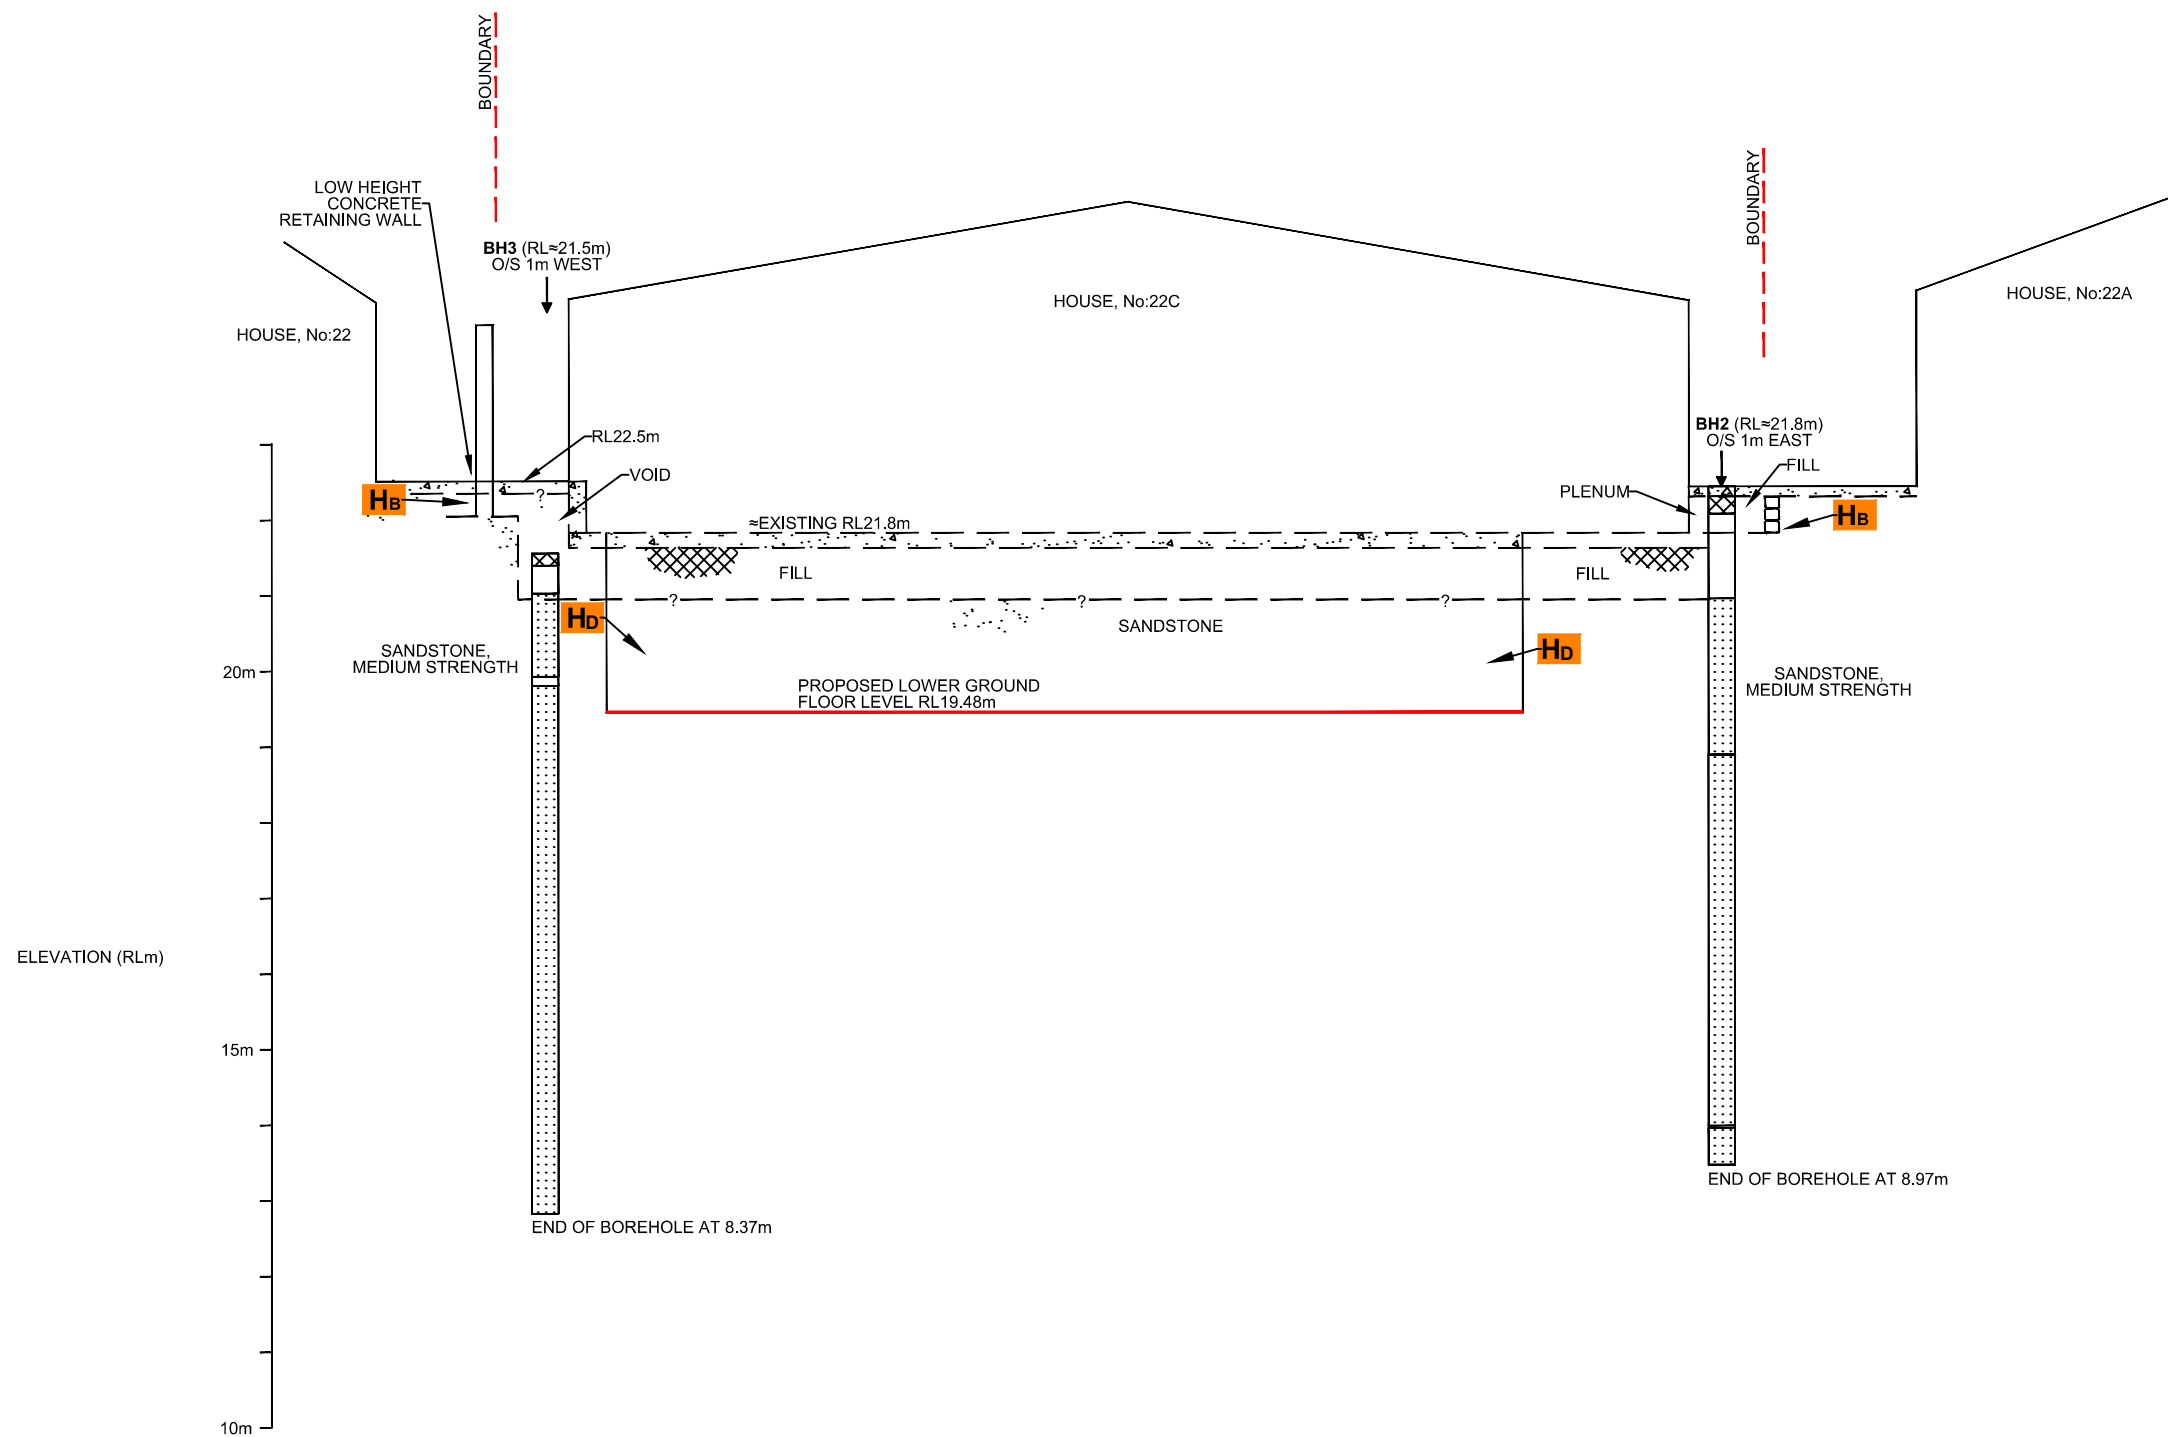 BOUNDARY
BOUNDARY
LOW HEIGHT
CONCRETE
RETAINING WALL
BH3 (RL≈21.5m)
O/S 1m WEST
HOUSE, No:22C
HOUSE, No:22A
HOUSE, No:22
BH2 (RL≈21.8m)
O/S 1m EAST
RL22.5m
FILL
VOID
PLENUM
HB
HB
≈EXISTING RL21.8m
?
FILL
FILL
?
?
?
HD
SANDSTONE
HD
SANDSTONE,
MEDIUM STRENGTH
20m
SANDSTONE,
MEDIUM STRENGTH
PROPOSED LOWER GROUND
FLOOR LEVEL RL19.48m
ELEVATION (RLm)
15m
END OF BOREHOLE AT 8.97m
END OF BOREHOLE AT 8.37m
10m